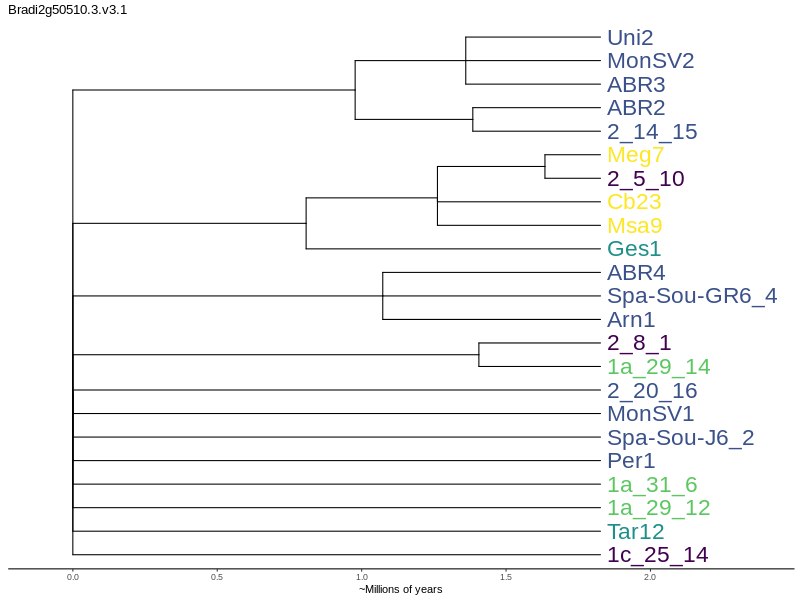 Bradi2g50510.3.v3.1
Uni2
MonSV2
ABR3
ABR2
2_14_15
Meg7
2_5_10
Cb23
Msa9
Ges1
ABR4
Spa-Sou-GR6_4
Arn1
2_8_1
1a_29_14
2_20_16
MonSV1
Spa-Sou-J6_2
Per1
1a_31_6
1a_29_12
Tar12
1c_25_14
0.0 0.5 1.0 1.5 2.0
~Millions of years